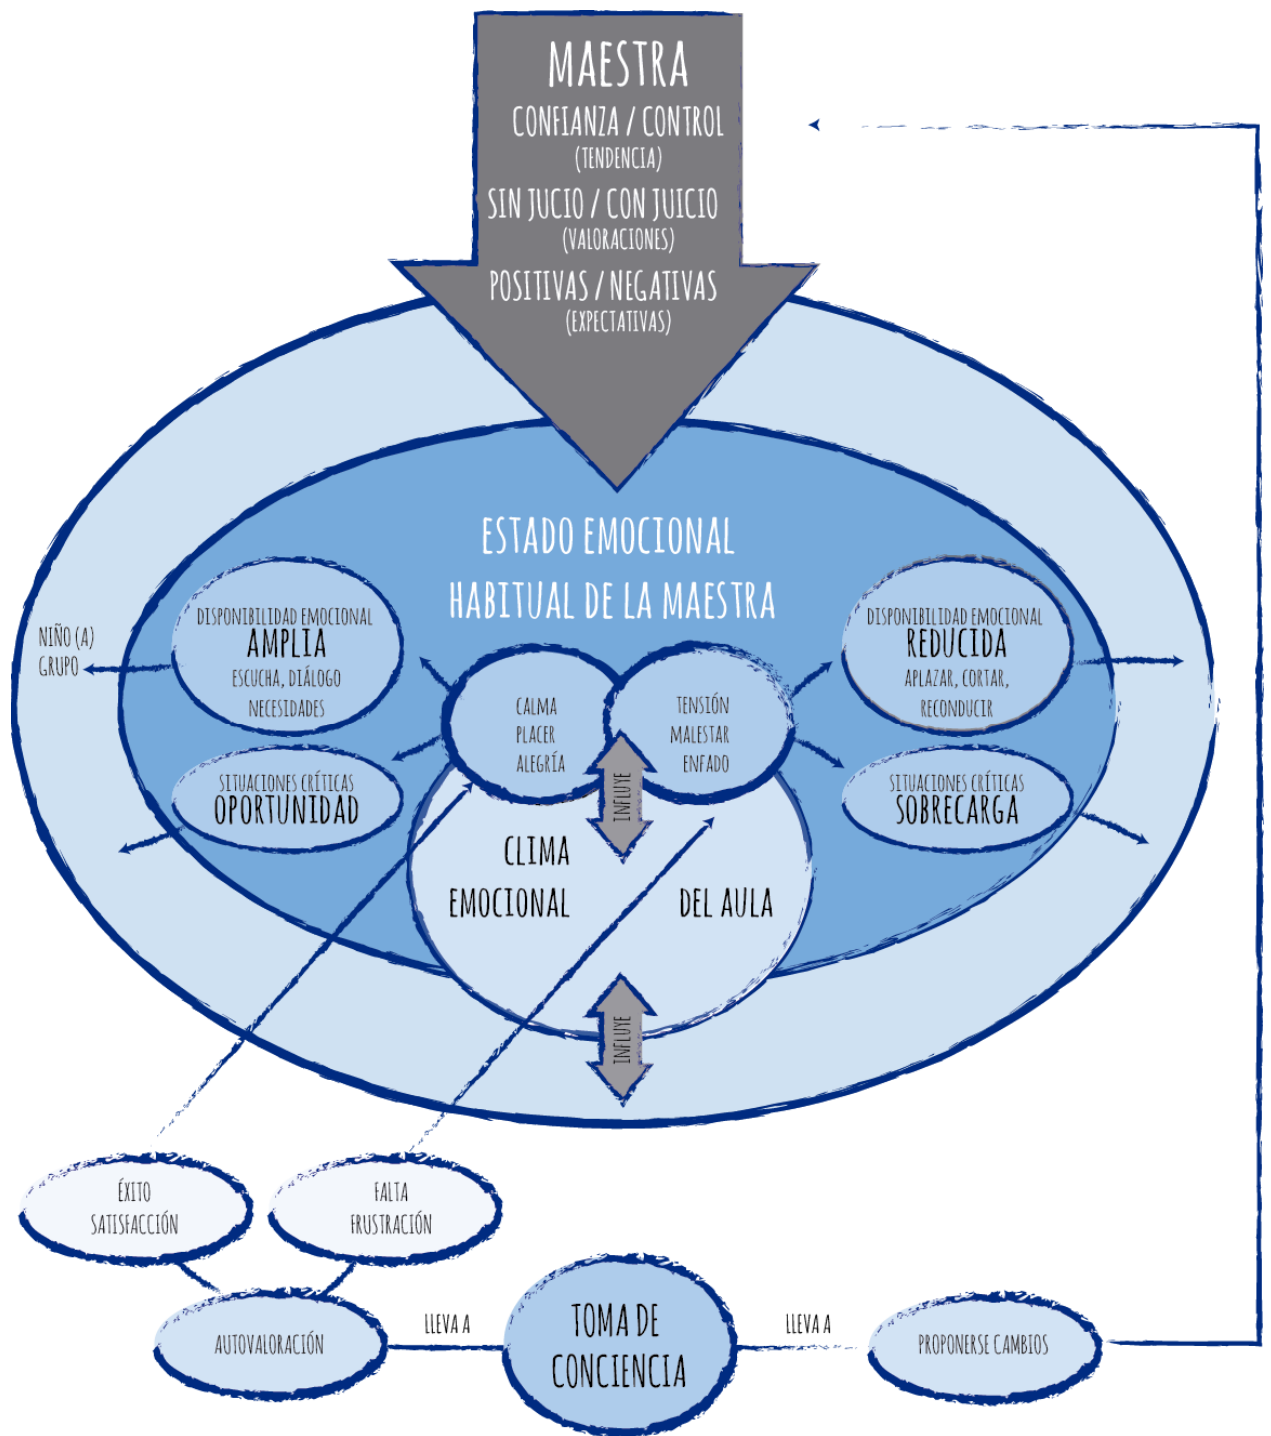 MAESTRA
CONFIANZA / CONTROL
(TENDENCIA)
SIN JUCIO / CON JUICIO
(VALORACIONES)
POSITIVAS / NEGATIVAS
(EXPECTATIVAS)
ESTADO EMOCIONAL
HABITUAL DE LA MAESTRA
NIÑO (A)
GRUPO
DISPONIBILIDAD EMOCIONAL
AMPLIA
ESCUCHA, DIÁLOGO
NECESIDADES
SITUACIONES CRÍTICAS
OPORTUNIDAD
CALMA
PLACER
ALEGRÍA
TENSIÓN
MALESTAR
ENFADO
DISPONIBILIDAD EMOCIONAL
REDUCIDA
APLAZAR, CORTAR,
RECONDUCIR
SITUACIONES CRÍTICAS
SOBRECARGA
INFLUYE
CLIMA
EMOCIONAL DEL AULA
INFLUYE
ÉXITO
SATISFACCIÓN
FALTA
FRUSTRACIÓN
AUTOVALORACIÓN
LLEVA A
TOMA DE
CONCIENCIA
LLEVA A
PROPONERSE CAMBIOS